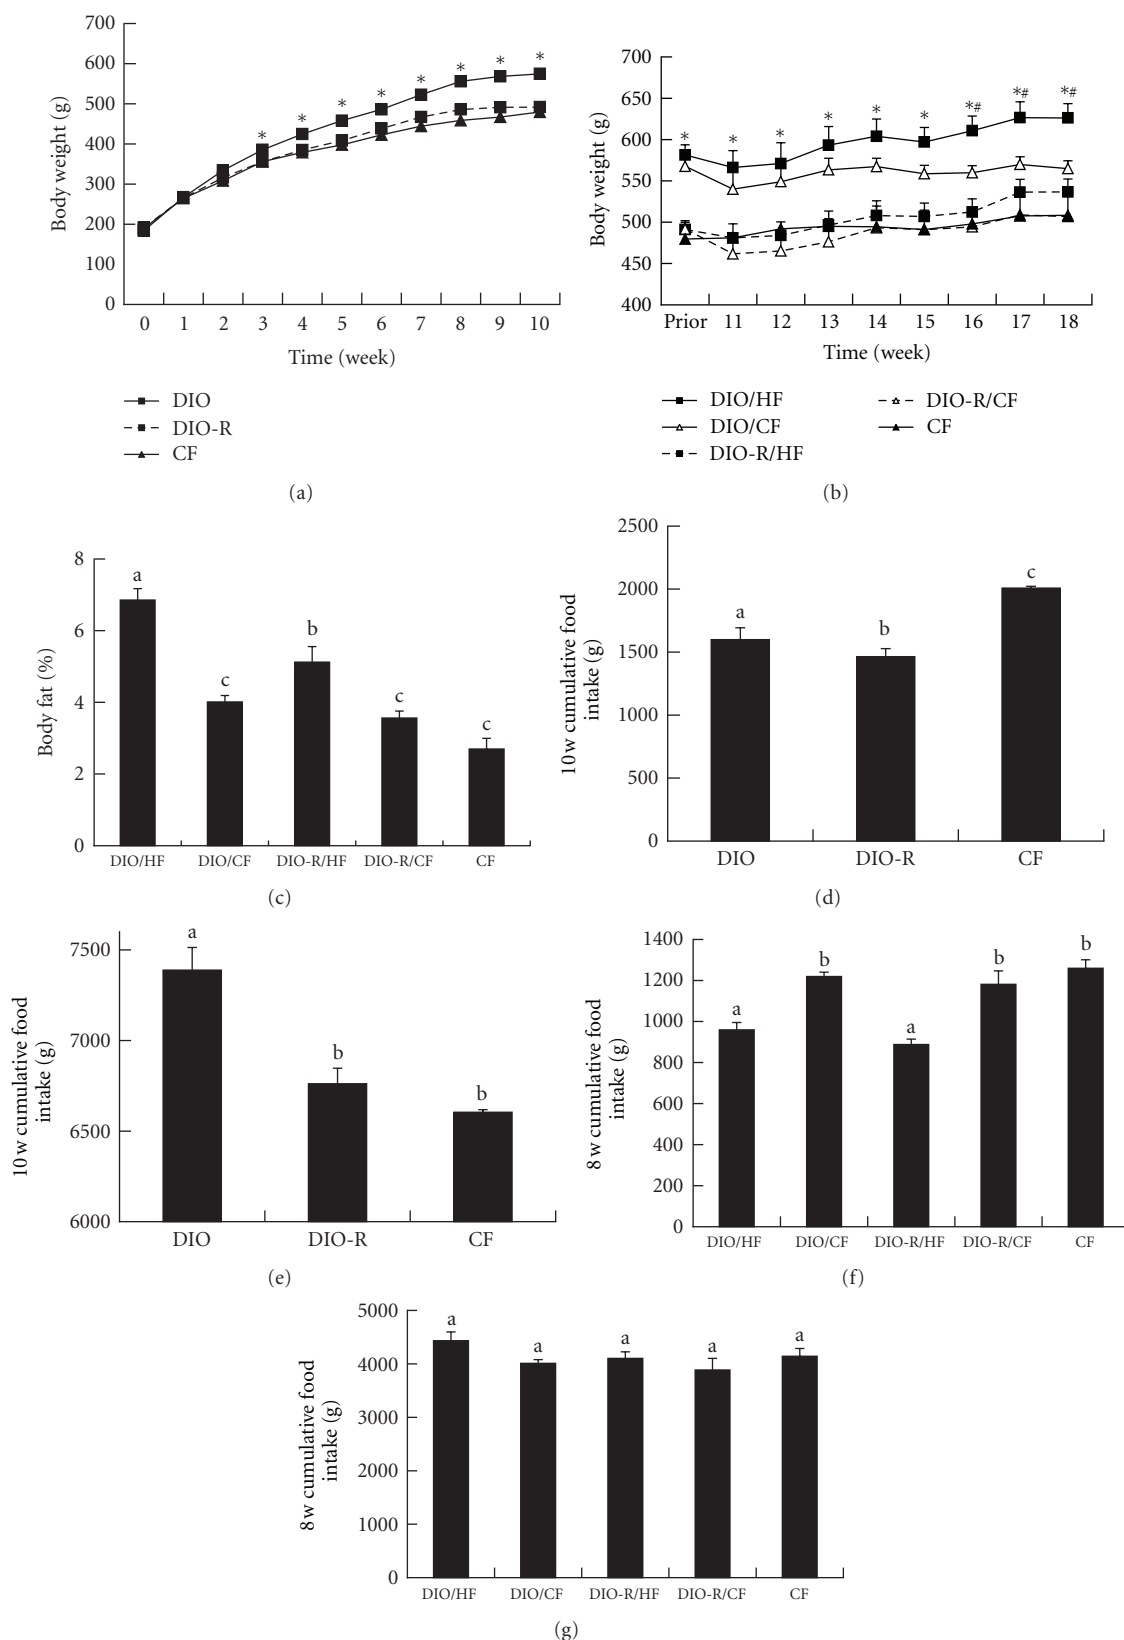 700
600
500
400
300
200
100
0
Body weight (g)
* * * * * * * *
0 1 2 3 4 5 6 7 8 9 10
Time (week)
DIO
DIO-R
CF
(a)
700
650
600
550
500
450
400
Body weight (g)
* * * * * * *# *# *#
Prior 11 12 13 14 15 16 17 18
Time (week)
DIO/HF
DIO/CF
DIO-R/HF
DIO-R/CF
CF
(b)
8
6
4
2
0
Body fat (%)
a c b c c
DIO/HF DIO/CF DIO-R/HF DIO-R/CF CF
(c)
2500
2000
1500
1000
500
0
10 w cumulative food
intake (g)
a b c
DIO DIO-R CF
(d)
7500
7000
6500
6000
10 w cumulative food
intake (g)
a b b
DIO DIO-R CF
(e)
1400
1200
1000
800
600
400
200
0
8 w cumulative food
intake (g)
a b a b b
DIO/HF DIO/CF DIO-R/HF DIO-R/CF CF
(f)
5000
4000
3000
2000
1000
0
8 w cumulative food
intake (g)
a a a a a
DIO/HF DIO/CF DIO-R/HF DIO-R/CF CF
(g)